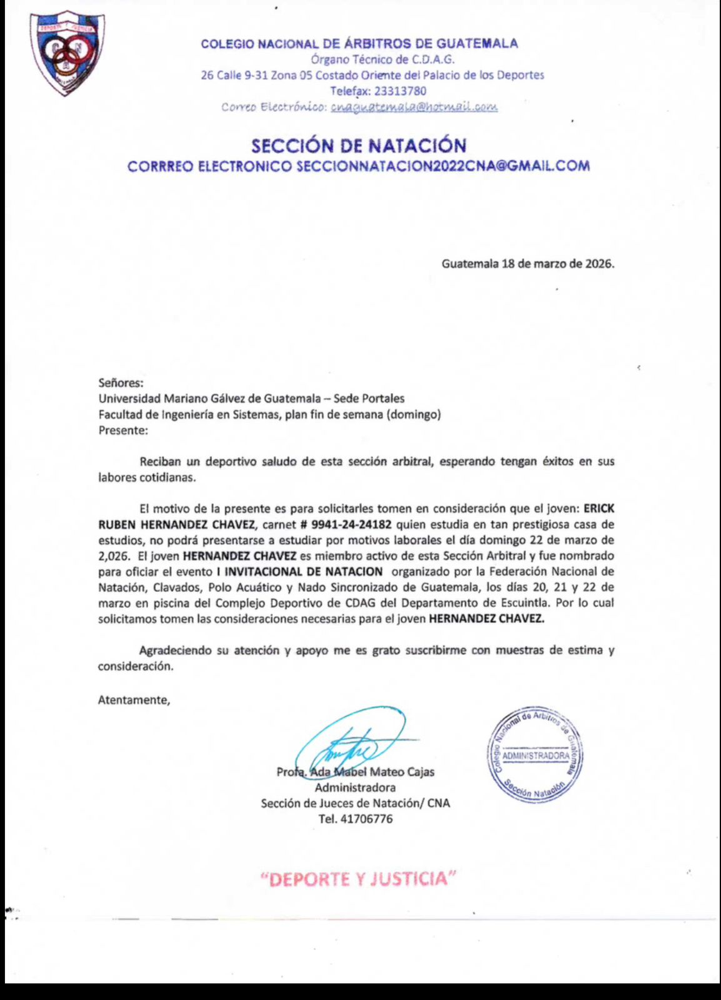 DEPORTE Y JUSTICIA
C N
A
GUATEMALA
COLEGIO NACIONAL DE ÁRBITROS DE GUATEMALA
Órgano Técnico de C.D.A.G.
26 Calle 9-31 Zona 05 Costado Oriente del Palacio de los Deportes
Telefax: 23313780
Correo Electrónico: cnaguatemala@hotmail.com
SECCIÓN DE NATACIÓN
CORRREO ELECTRONICO SECCIONNATACION2022CNA@GMAIL.COM
Guatemala 18 de marzo de 2026.
Señores:
Universidad Mariano Gálvez de Guatemala – Sede Portales
Facultad de Ingeniería en Sistemas, plan fin de semana (domingo)
Presente:
Reciban un deportivo saludo de esta sección arbitral, esperando tengan éxitos en sus
labores cotidianas.
El motivo de la presente es para solicitarles tomen en consideración que el joven: ERICK
RUBEN HERNANDEZ CHAVEZ, carnet # 9941-24-24182 quien estudia en tan prestigiosa casa de
estudios, no podrá presentarse a estudiar por motivos laborales el día domingo 22 de marzo de
2,026. El joven HERNANDEZ CHAVEZ es miembro activo de esta Sección Arbitral y fue nombrado
para oficiar el evento I INVITACIONAL DE NATACION organizado por la Federación Nacional de
Natación, Clavados, Polo Acuático y Nado Sincronizado de Guatemala, los días 20, 21 y 22 de
marzo en piscina del Complejo Deportivo de CDAG del Departamento de Escuintla. Por lo cual
solicitamos tomen las consideraciones necesarias para el joven HERNANDEZ CHAVEZ.
Agradeciendo su atención y apoyo me es grato suscribirme con muestras de estima y
consideración.
Atentamente,
Profa. Ada Mabel Mateo Cajas
Administradora
Sección de Jueces de Natación/ CNA
Tel. 41706776
Colegio Nacional de Arbitros de Guatemala
ADMINISTRADORA
Sección Natación
“DEPORTE Y JUSTICIA”